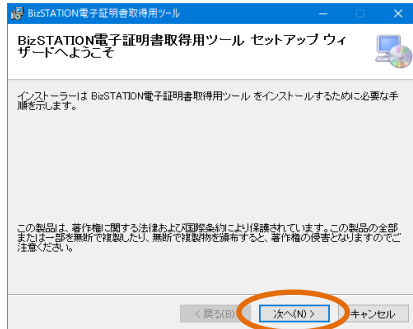 BizSTATION電子証明書取得用ツール
BizSTATION電子証明書取得用ツール セットアップ ウィ
ザードへようこそ
インストーラーは BizSTATION電子証明書取得用ツール をインストールするために必要な手
順を示します。
この製品は、著作権に関する法律および国際条約により保護されています。この製品の全部
または一部を無断で複製したり、無断で複製物を頒布すると、著作権の侵害となりますのでご
注意ください。
< 戻る(B)
次へ(N) >
キャンセル